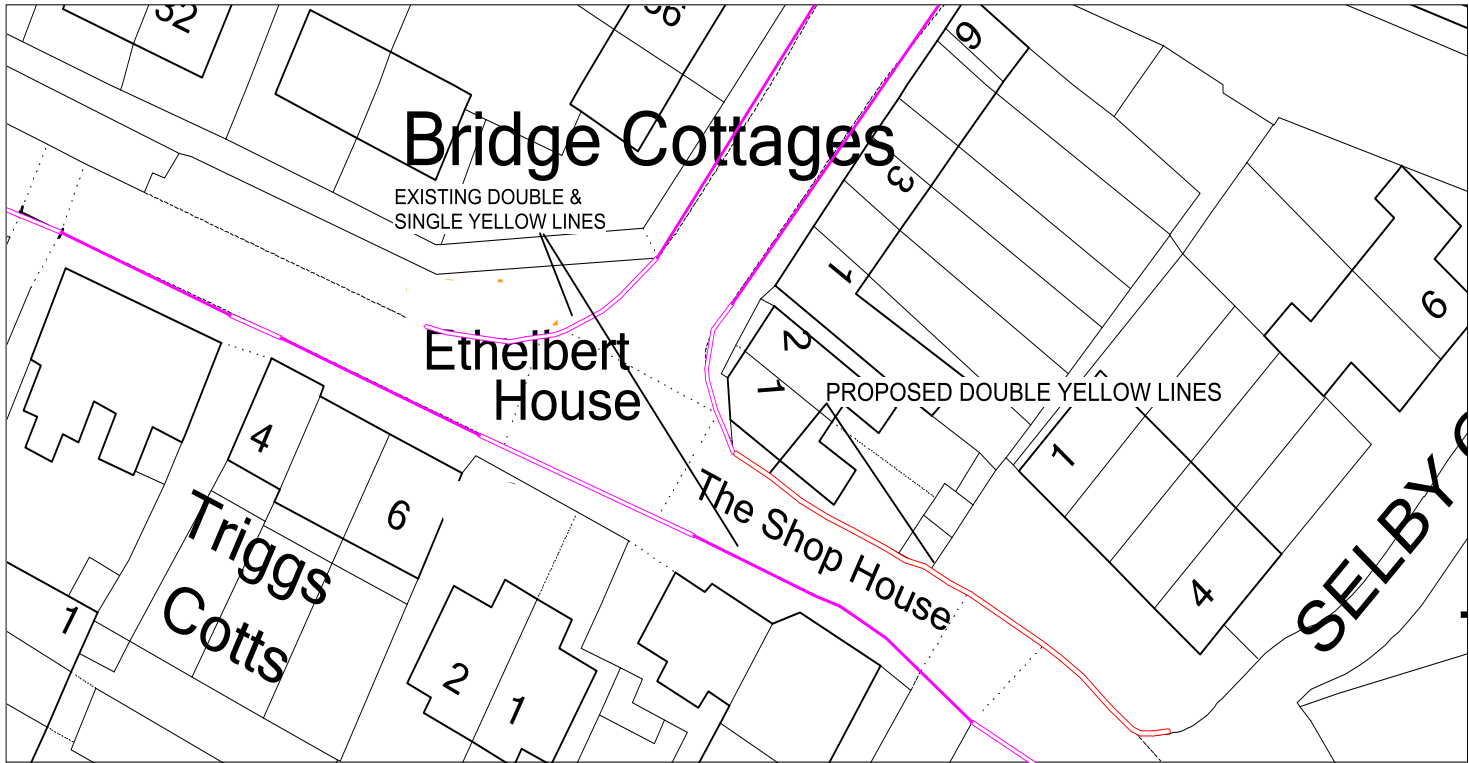 32
36
6
Bridge Cottages
3
EXISTING DOUBLE &
SINGLE YELLOW LINES
1
6
2
Ethelbert
House
1
PROPOSED DOUBLE YELLOW LINES
4
1
SELBY
6
The Shop House
Triggs
Cotts
4
1
2
1